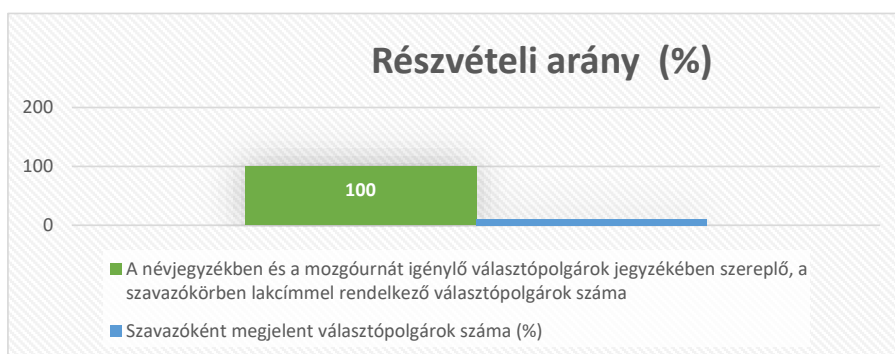 Részvételi arány (%)
200
100
0
100
A névjegyzékben és a mozgóurnát igénylő választópolgárok jegyzékében szereplő, a
szavazókörben lakcímmel rendelkező választópolgárok száma
Szavazóként megjelent választópolgárok száma (%)